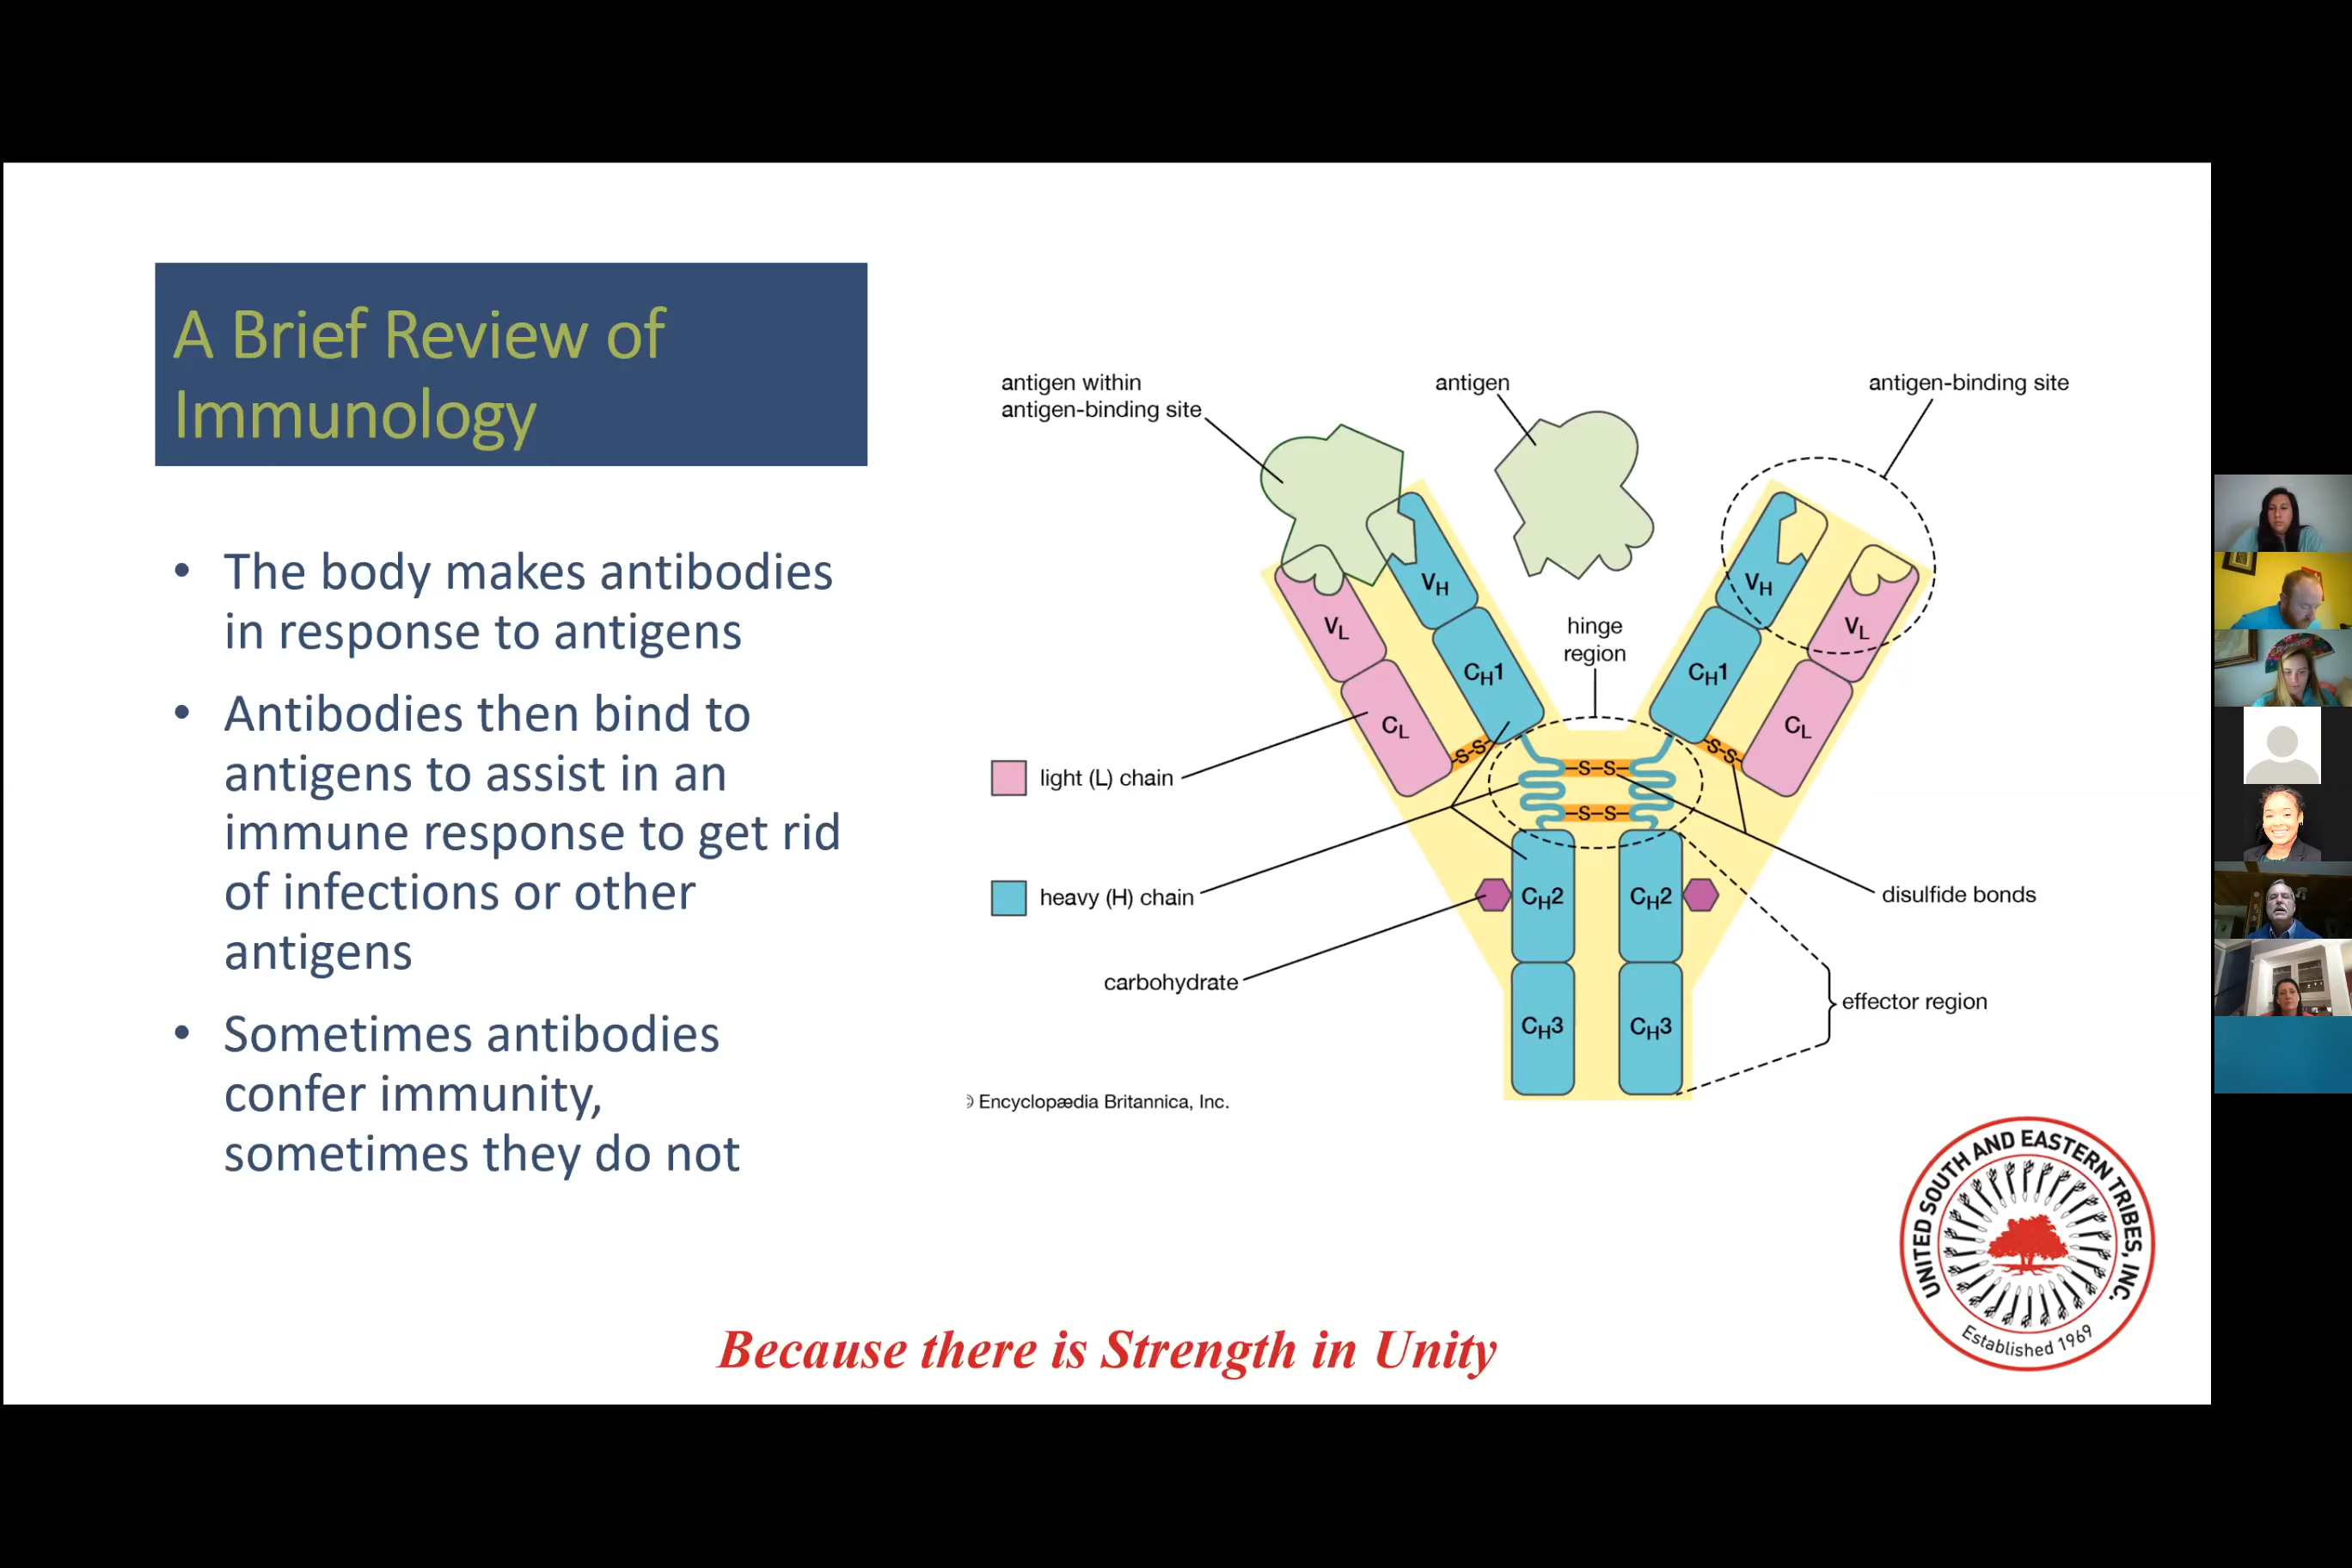 A Brief Review of
Immunology
• The body makes antibodies
in response to antigens
• Antibodies then bind to
antigens to assist in an
immune response to get rid
of infections or other
antigens
• Sometimes antibodies
confer immunity,
sometimes they do not
antigen within
antigen-binding site
antigen
antigen-binding site
VH
VL
CH1
CL
VH
VL
CH1
CL
hinge
region
S-S
-S-S-
-S-S-
S-S
light (L) chain
heavy (H) chain
carbohydrate
CH2
CH2
CH3
CH3
disulfide bonds
effector region
© Encyclopædia Britannica, Inc.
UNITED SOUTH AND EASTERN TRIBES, INC.
Established 1969
Because there is Strength in Unity